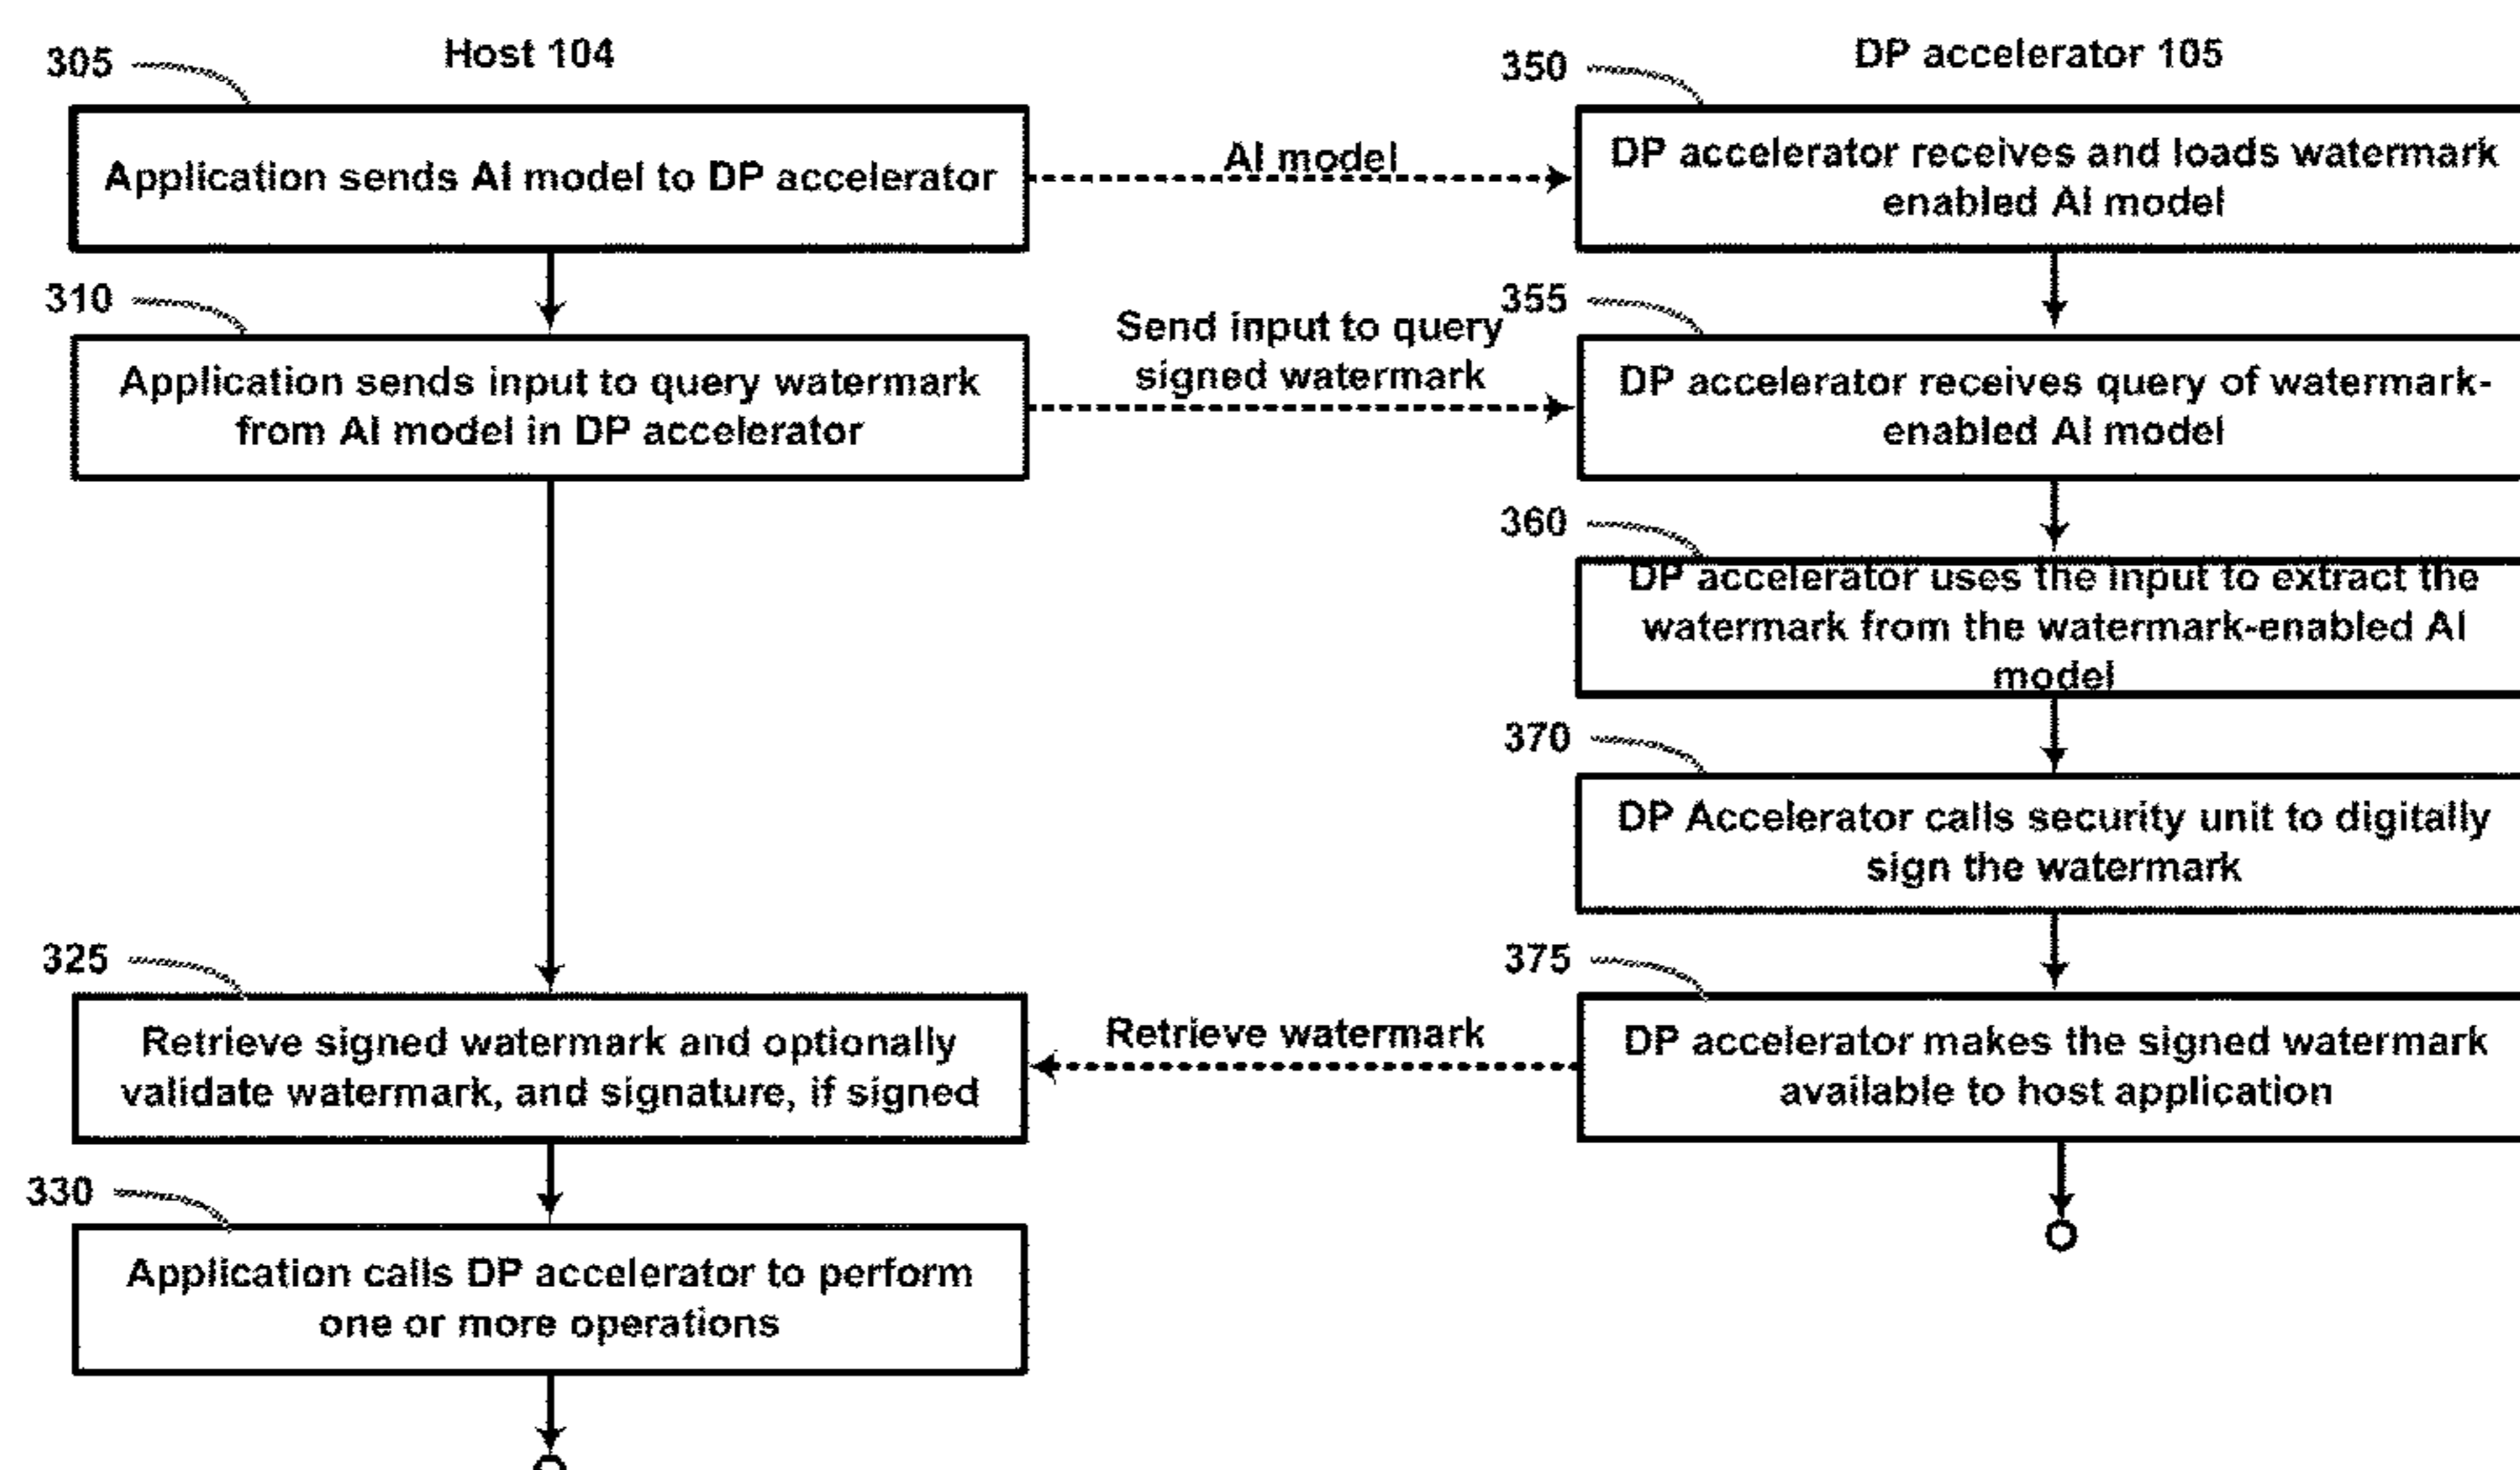 Host 104
DP accelerator 105
305
350
Application sends AI model to DP accelerator
AI model
DP accelerator receives and loads watermark
enabled AI model
310
355
Application sends input to query watermark
from AI model in DP accelerator
Send input to query
signed watermark
DP accelerator receives query of watermark-
enabled AI model
360
DP accelerator uses the input to extract the
watermark from the watermark-enabled AI
model
370
DP Accelerator calls security unit to digitally
sign the watermark
325
375
Retrieve signed watermark and optionally
validate watermark, and signature, if signed
Retrieve watermark
DP accelerator makes the signed watermark
available to host application
330
Application calls DP accelerator to perform
one or more operations